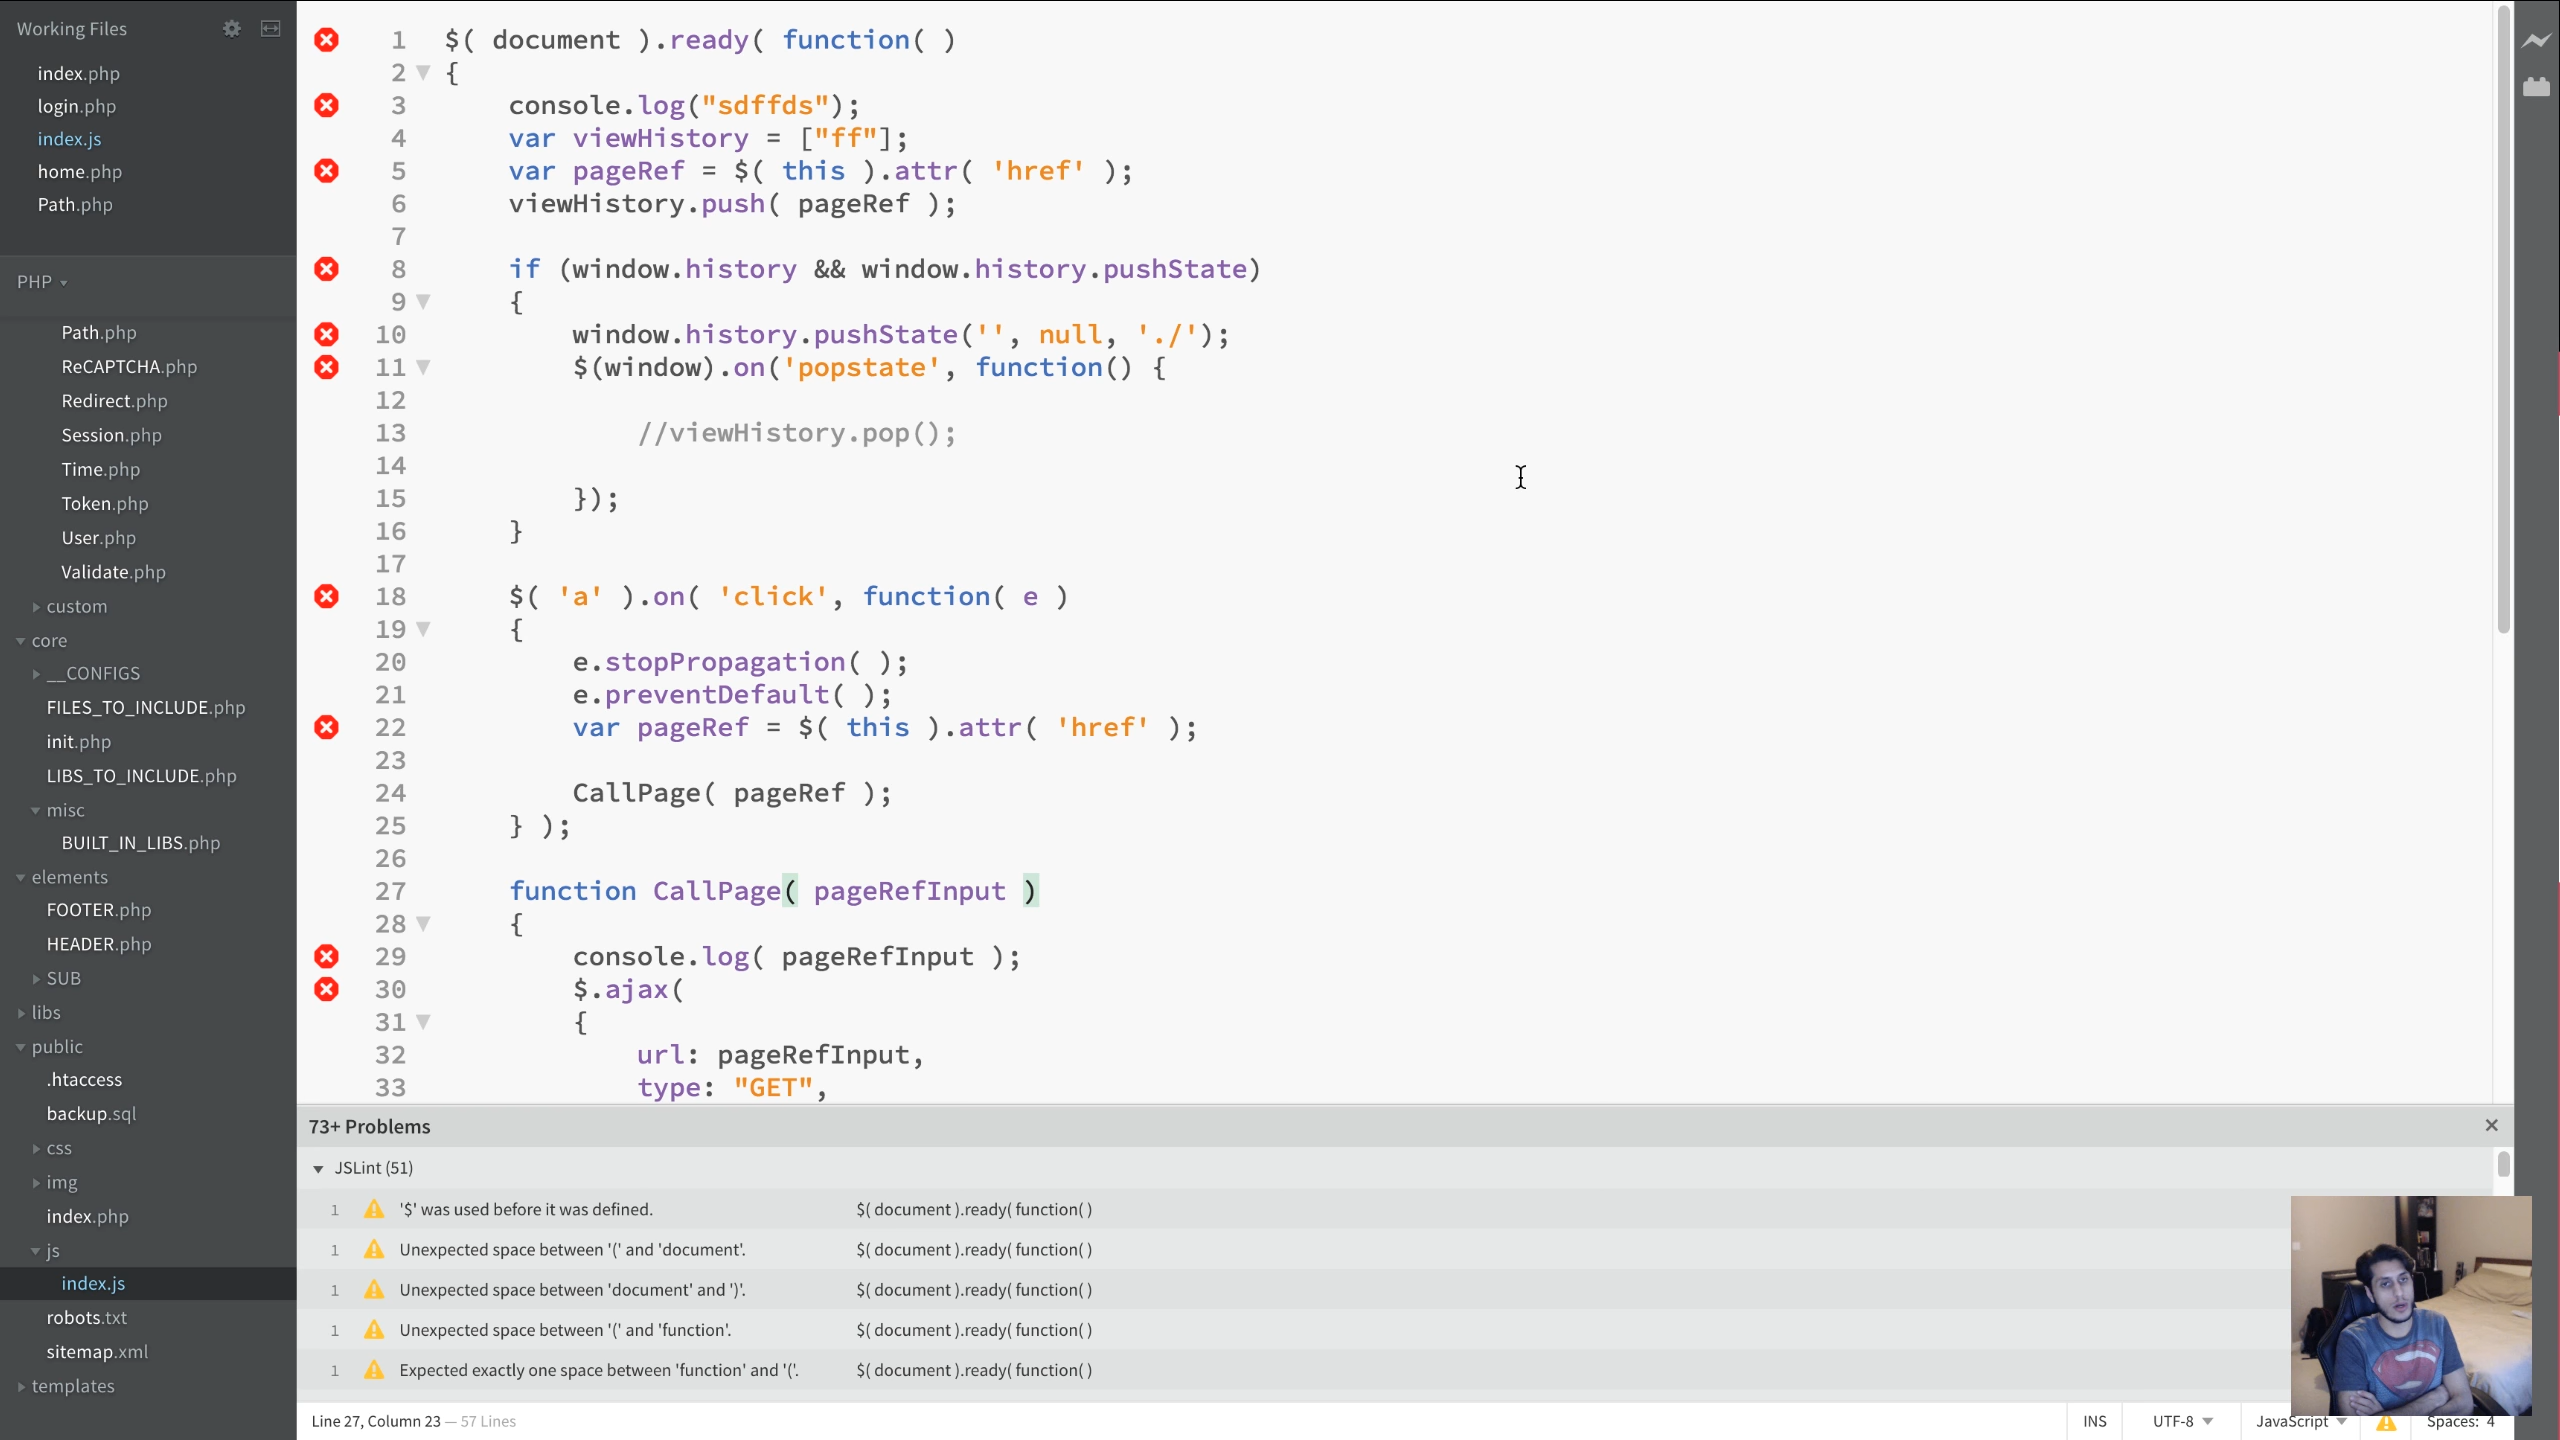 Working Files
index.php
login.php
index.js
home.php
Path.php
PHP
Path.php
ReCAPTCHA.php
Redirect.php
Session.php
Time.php
Token.php
User.php
Validate.php
custom
core
__CONFIGS
FILES_TO_INCLUDE.php
init.php
LIBS_TO_INCLUDE.php
misc
BUILT_IN_LIBS.php
elements
FOOTER.php
HEADER.php
SUB
libs
public
.htaccess
backup.sql
css
img
index.php
js
index.js
robots.txt
sitemap.xml
templates
1 $( document ).ready( function( )
2 {
3     console.log("sdffds");
4     var viewHistory = ["ff"];
5     var pageRef = $( this ).attr( 'href' );
6     viewHistory.push( pageRef );
7
8     if (window.history && window.history.pushState)
9     {
10         window.history.pushState('', null, './');
11         $(window).on('popstate', function() {
12
13             //viewHistory.pop();
14
15         });
16     }
17
18     $( 'a' ).on( 'click', function( e )
19     {
20         e.stopPropagation( );
21         e.preventDefault( );
22         var pageRef = $( this ).attr( 'href' );
23
24         CallPage( pageRef );
25     } );
26
27     function CallPage( pageRefInput )
28     {
29         console.log( pageRefInput );
30         $.ajax(
31         {
32             url: pageRefInput,
33             type: "GET",
73+ Problems
JSLint (51)
1 '$' was used before it was defined. $( document ).ready( function( )
1 Unexpected space between '(' and 'document'. $( document ).ready( function( )
1 Unexpected space between 'document' and ')'. $( document ).ready( function( )
1 Unexpected space between '(' and 'function'. $( document ).ready( function( )
1 Expected exactly one space between 'function' and '('. $( document ).ready( function( )
Line 27, Column 23 — 57 Lines
INS UTF-8 JavaScript Spaces: 4